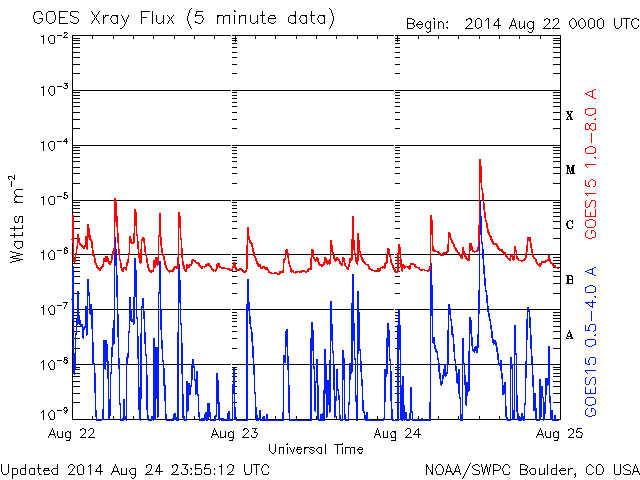 GOES Xray Flux (5 minute data)
Begin: 2014 Aug 22 0000 UTC
10-2
10-3
10-4
10-5
10-6
10-7
10-8
10-9
Watts m-2
X
M
C
B
A
GOES15 1.0-8.0 A
GOES15 0.5-4.0 A
Aug 22
Aug 23
Aug 24
Aug 25
Universal Time
Updated 2014 Aug 24 23:55:12 UTC
NOAA/SWPC Boulder, CO USA